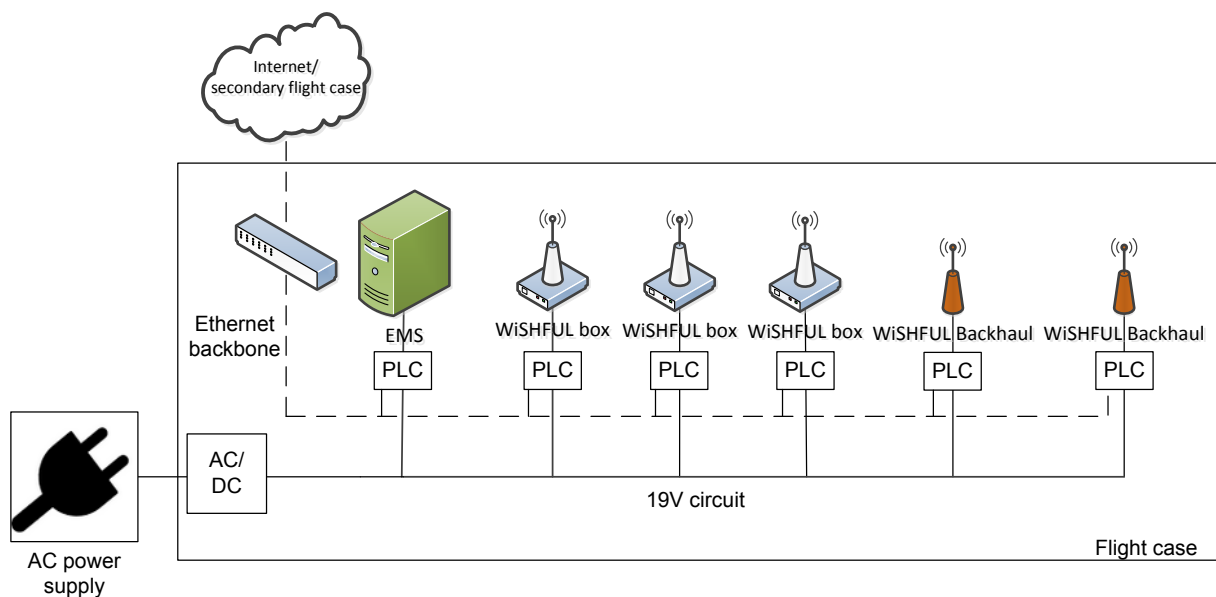 Internet/
secondary flight case
Ethernet
backbone
EMS
WiSHFUL box
WiSHFUL box
WiSHFUL box
WiSHFUL Backhaul
WiSHFUL Backhaul
PLC
PLC
PLC
PLC
PLC
PLC
AC/
DC
19V circuit
Flight case
AC power
supply